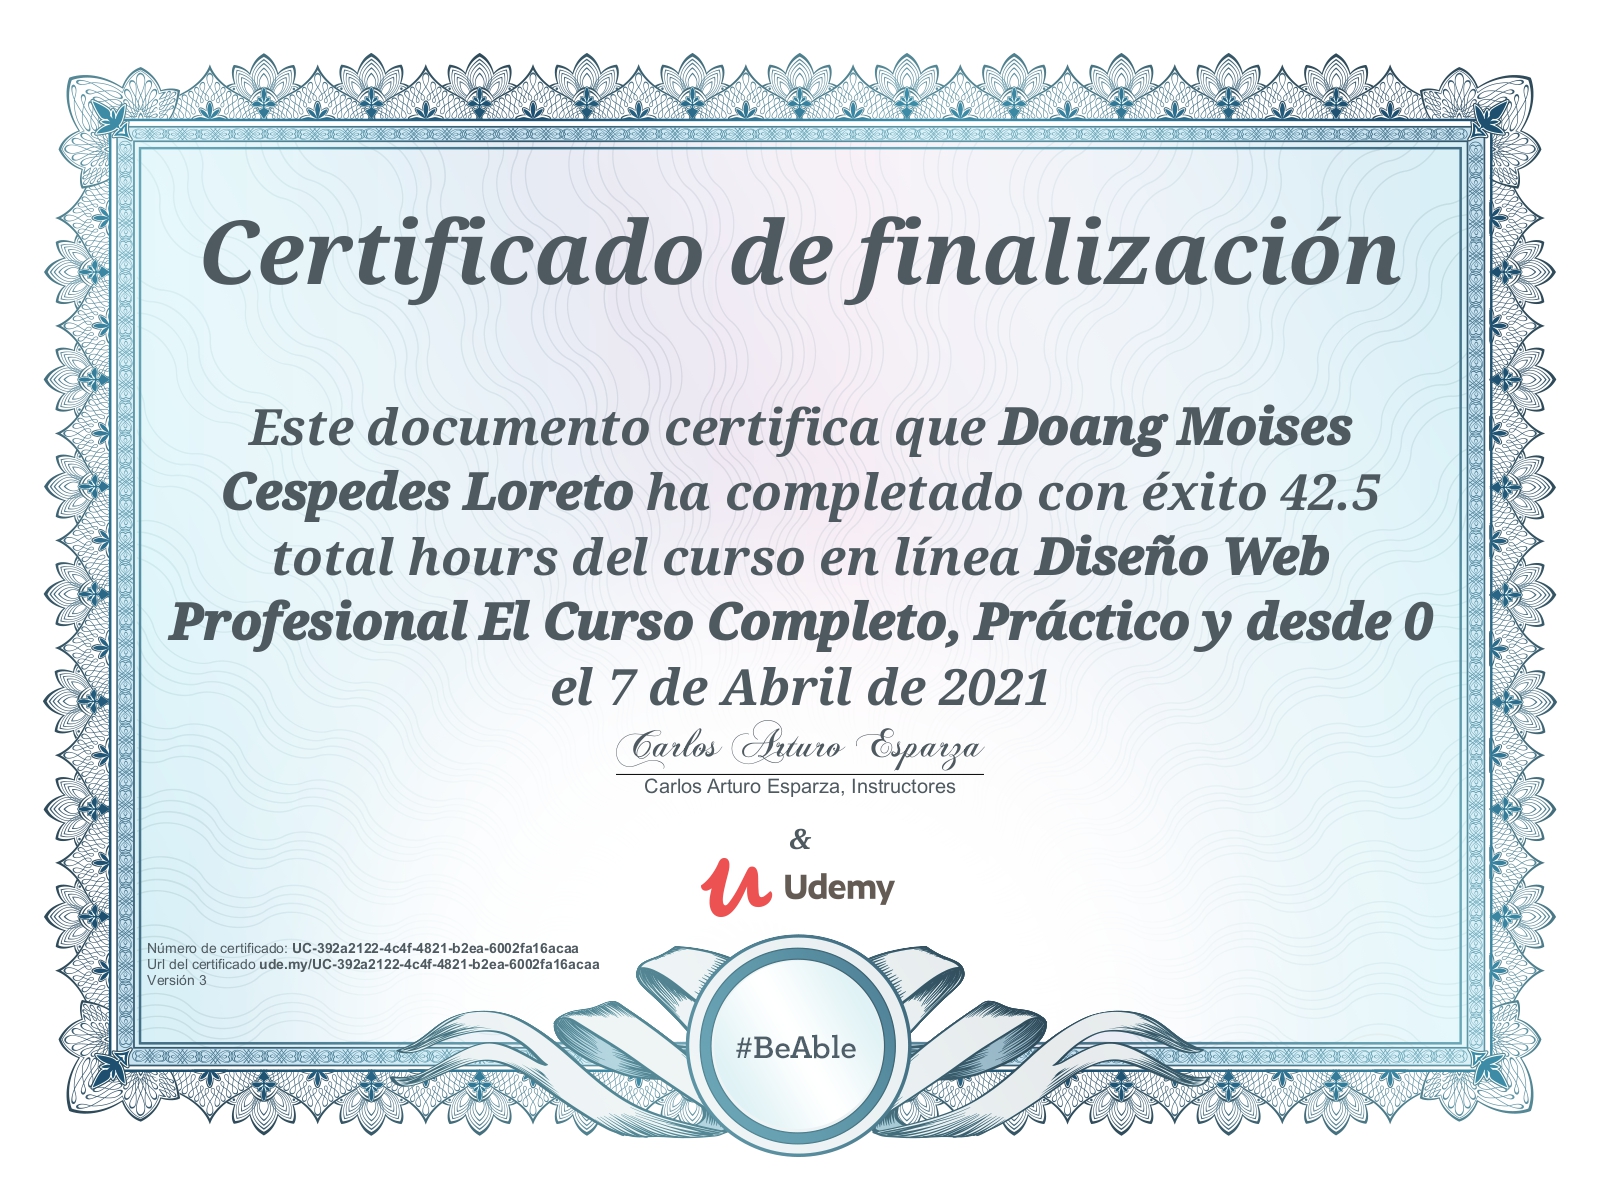 Certificado de finalización
Este documento certifica que Doang Moises
Cespedes Loreto ha completado con éxito 42.5
total hours del curso en línea Diseño Web
Profesional El Curso Completo, Práctico y desde 0
el 7 de Abril de 2021
Carlos Arturo Esparza
Carlos Arturo Esparza, Instructores
&
Udemy
Número de certificado: UC-392a2122-4c4f-4821-b2ea-6002fa16acaa
Url del certificado ude.my/UC-392a2122-4c4f-4821-b2ea-6002fa16acaa
Versión 3
#BeAble